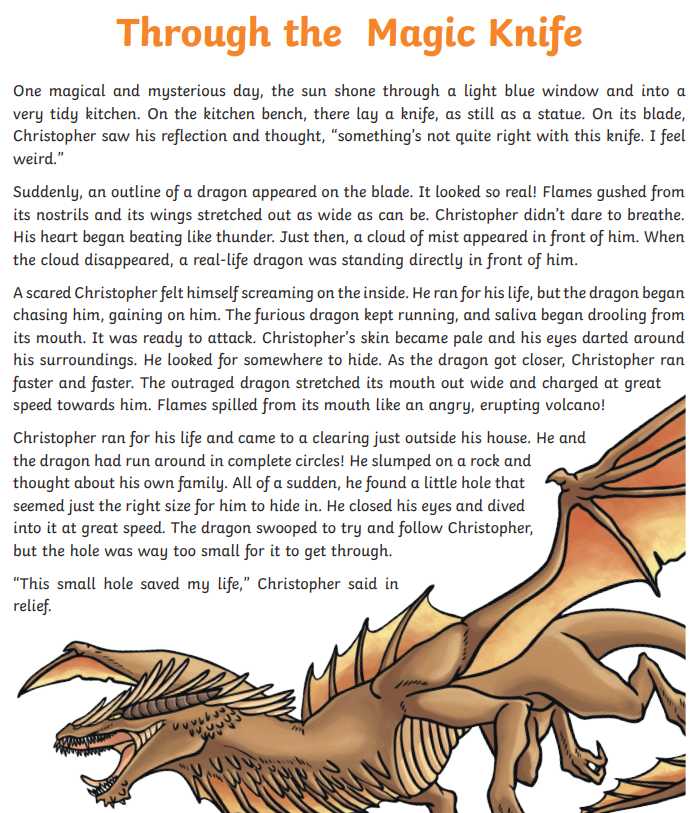 Through the Magic Knife
One magical and mysterious day, the sun shone through a light blue window and into a
very tidy kitchen. On the kitchen bench, there lay a knife, as still as a statue. On its blade,
Christopher saw his reflection and thought, “something’s not quite right with this knife. I feel
weird.”
Suddenly, an outline of a dragon appeared on the blade. It looked so real! Flames gushed from
its nostrils and its wings stretched out as wide as can be. Christopher didn’t dare to breathe.
His heart began beating like thunder. Just then, a cloud of mist appeared in front of him. When
the cloud disappeared, a real-life dragon was standing directly in front of him.
A scared Christopher felt himself screaming on the inside. He ran for his life, but the dragon began
chasing him, gaining on him. The furious dragon kept running, and saliva began drooling from
its mouth. It was ready to attack. Christopher’s skin became pale and his eyes darted around
his surroundings. He looked for somewhere to hide. As the dragon got closer, Christopher ran
faster and faster. The outraged dragon stretched its mouth out wide and charged at great
speed towards him. Flames spilled from its mouth like an angry, erupting volcano!
Christopher ran for his life and came to a clearing just outside his house. He and
the dragon had run around in complete circles! He slumped on a rock and
thought about his own family. All of a sudden, he found a little hole that
seemed just the right size for him to hide in. He closed his eyes and dived
into it at great speed. The dragon swooped to try and follow Christopher,
but the hole was way too small for it to get through.
“This small hole saved my life,” Christopher said in
relief.